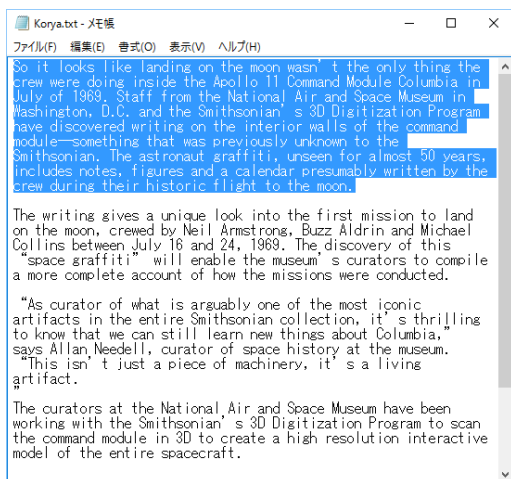 Korya.txt - メモ帳
ファイル(F) 編集(E) 書式(O) 表示(V) ヘルプ(H)
So it looks like landing on the moon wasn’t the only thing the
crew were doing inside the Apollo 11 Command Module Columbia in
July of 1969. Staff from the National Air and Space Museum in
Washington, D.C. and the Smithsonian’s 3D Digitization Program
have discovered writing on the interior walls of the command
module—something that was previously unknown to the
Smithsonian. The astronaut graffiti, unseen for almost 50 years,
includes notes, figures and a calendar presumably written by the
crew during their historic flight to the moon.
The writing gives a unique look into the first mission to land
on the moon, crewed by Neil Armstrong, Buzz Aldrin and Michael
Collins between July 16 and 24, 1969. The discovery of this
“space graffiti” will enable the museum’s curators to compile
a more complete account of how the missions were conducted.
“As curator of what is arguably one of the most iconic
artifacts in the entire Smithsonian collection, it’s thrilling
to know that we can still learn new things about Columbia,”
says Allan Needell, curator of space history at the museum.
“This isn’t just a piece of machinery, it’s a living
artifact.
”
The curators at the National Air and Space Museum have been
working with the Smithsonian’s 3D Digitization Program to scan
the command module in 3D to create a high resolution interactive
model of the entire spacecraft.